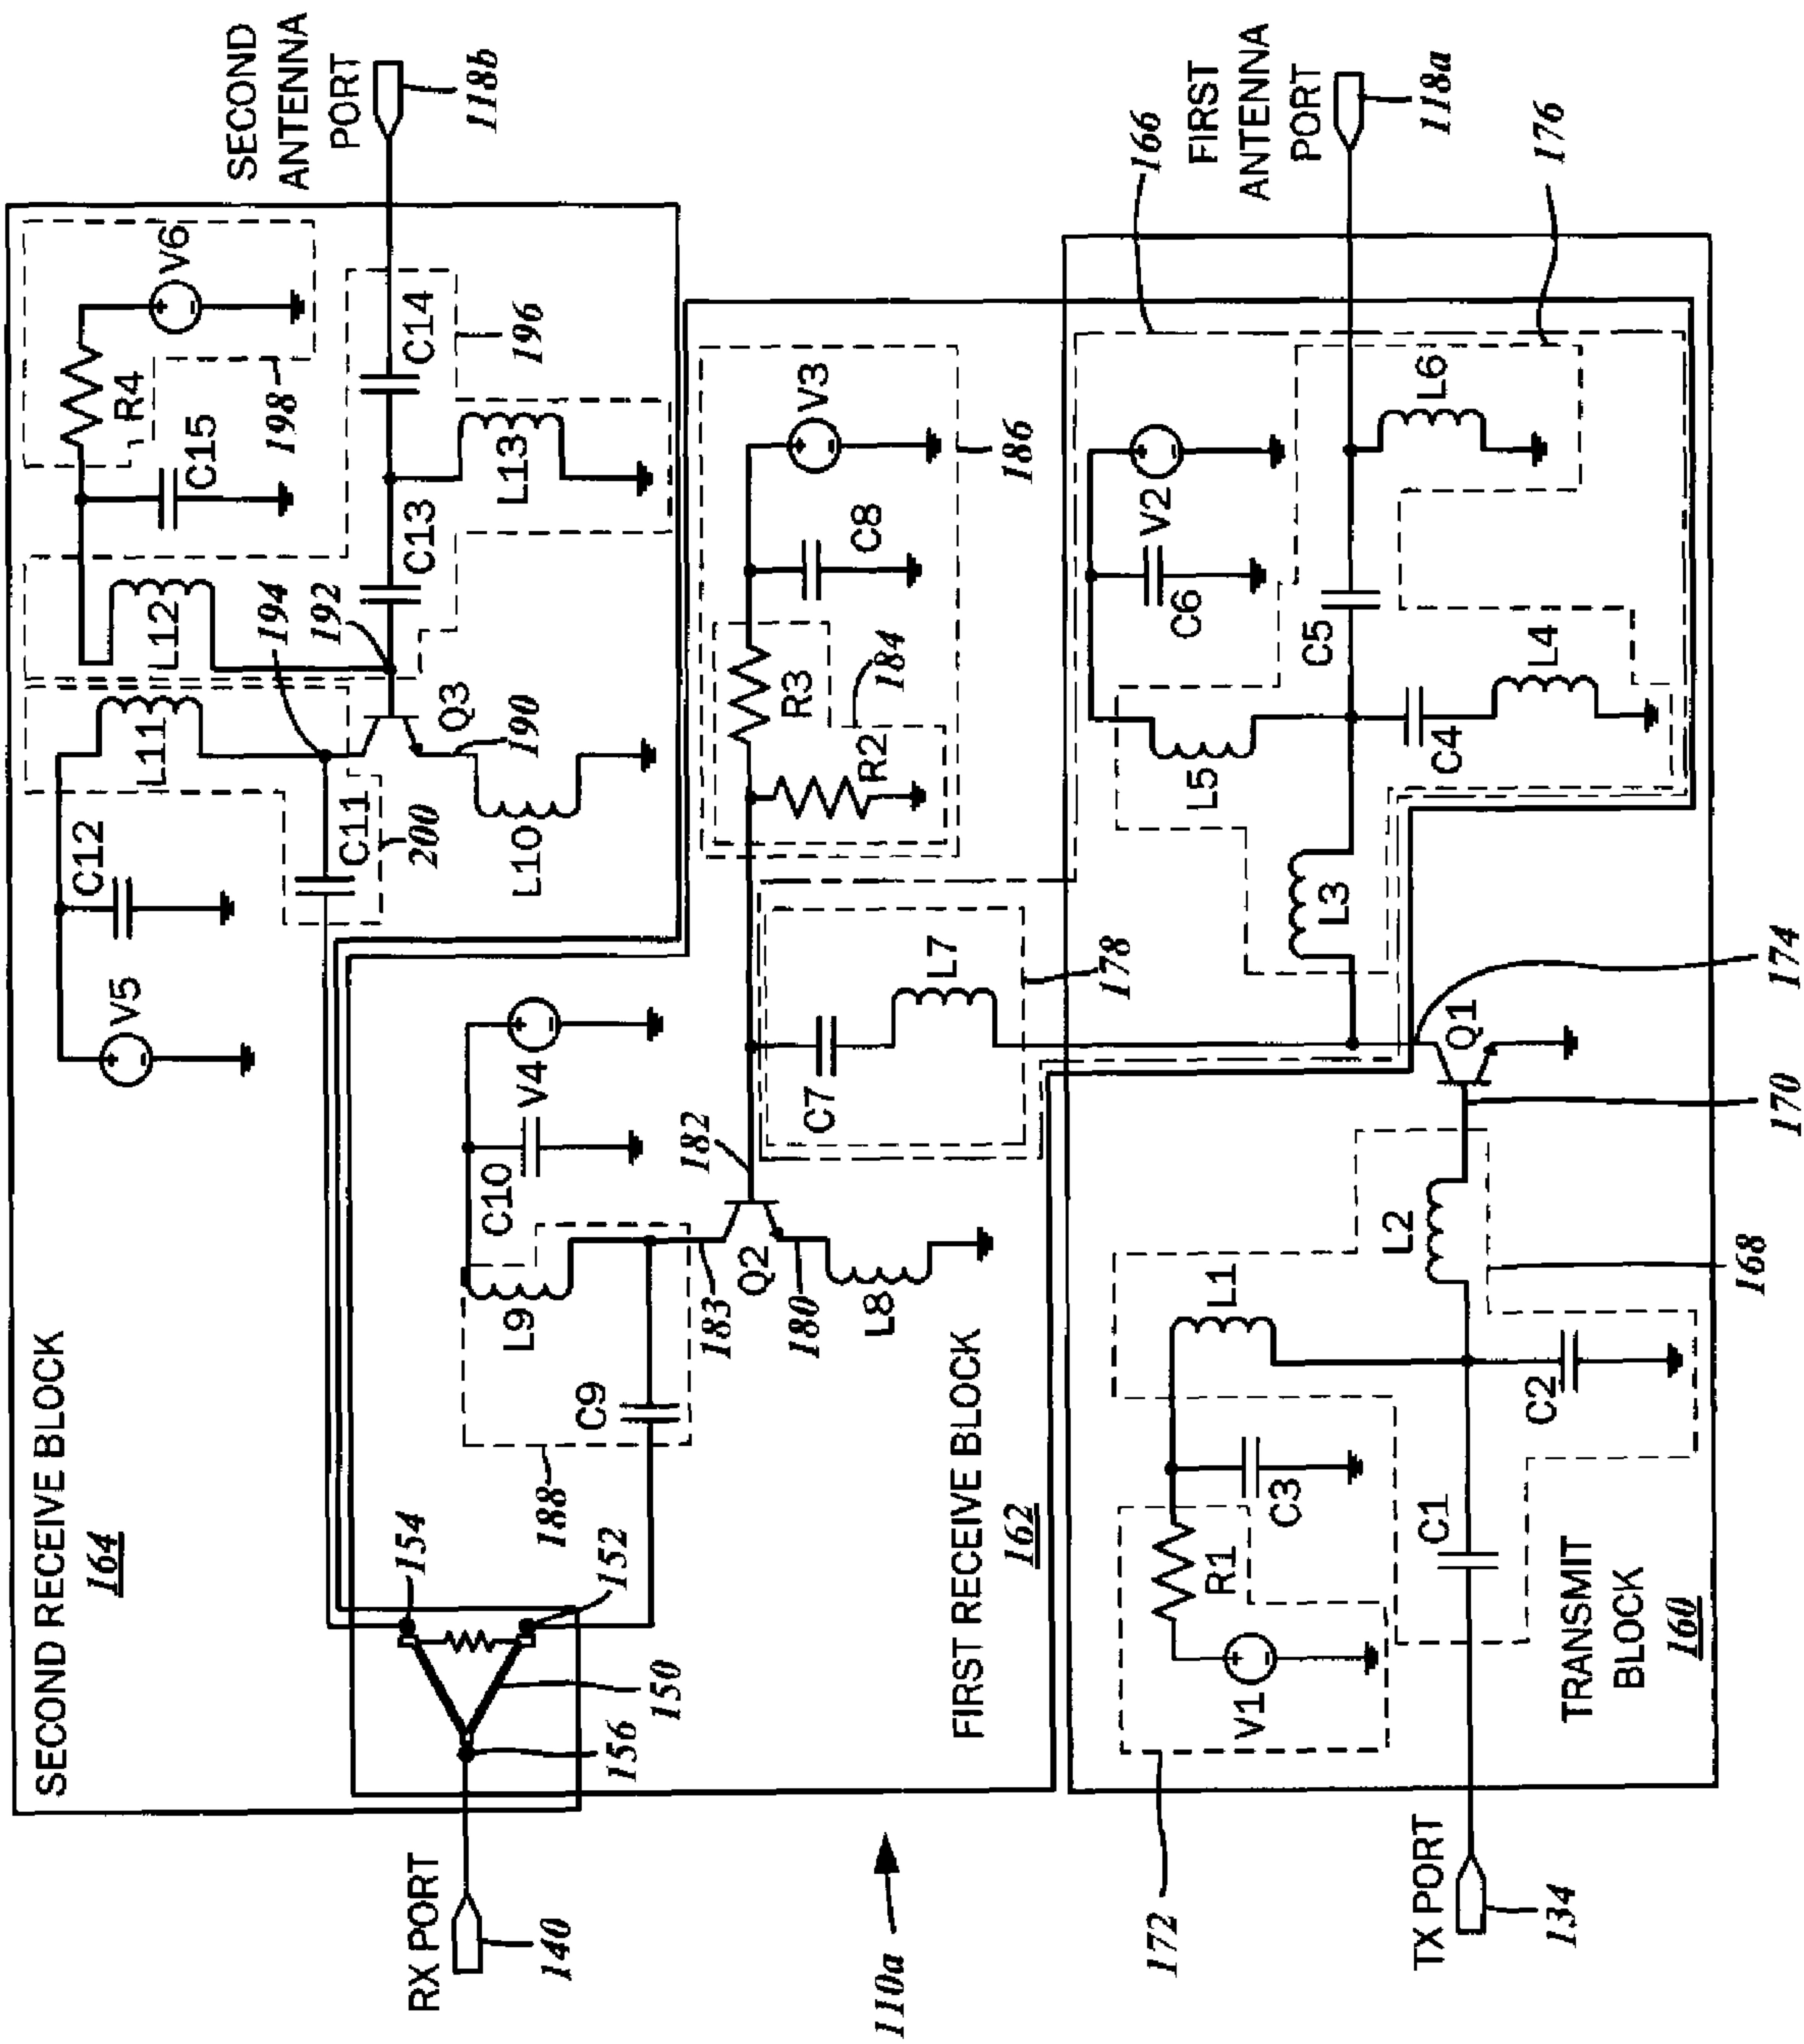 SECOND RECEIVE BLOCK
164
SECOND
ANTENNA
PORT
118b
V5
C12
L11
L12
R4
V6
C15
198
C14
196
194
192
C13
L13
C11
200
Q3
190
L10
154
152
156
150
RX PORT
140
188
C9
L9
C10
V4
183
Q2
182
180
L8
FIRST RECEIVE BLOCK
162
R3
R2
184
C8
V3
186
C7
L7
178
166
FIRST
ANTENNA
PORT
118a
176
V2
C6
L5
C5
L6
L3
C4
L4
174
Q1
170
L2
L1
168
C2
C3
R1
V1
C1
172
TRANSMIT
BLOCK
160
TX PORT
134
110a